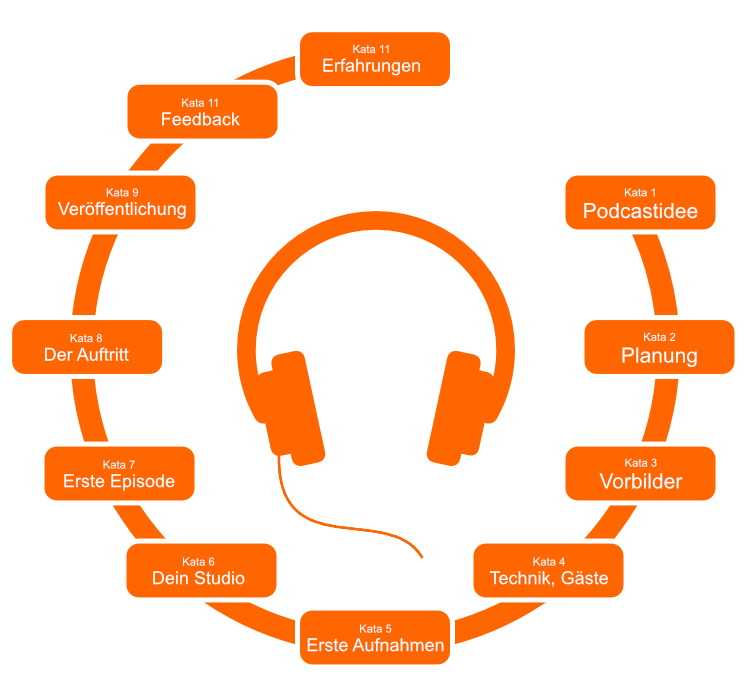 Kata 11
Erfahrungen
Kata 11
Feedback
Kata 9
Veröffentlichung
Kata 1
Podcastidee
Kata 8
Der Auftritt
Kata 2
Planung
Kata 7
Erste Episode
Kata 3
Vorbilder
Kata 6
Dein Studio
Kata 4
Technik, Gäste
Kata 5
Erste Aufnahmen